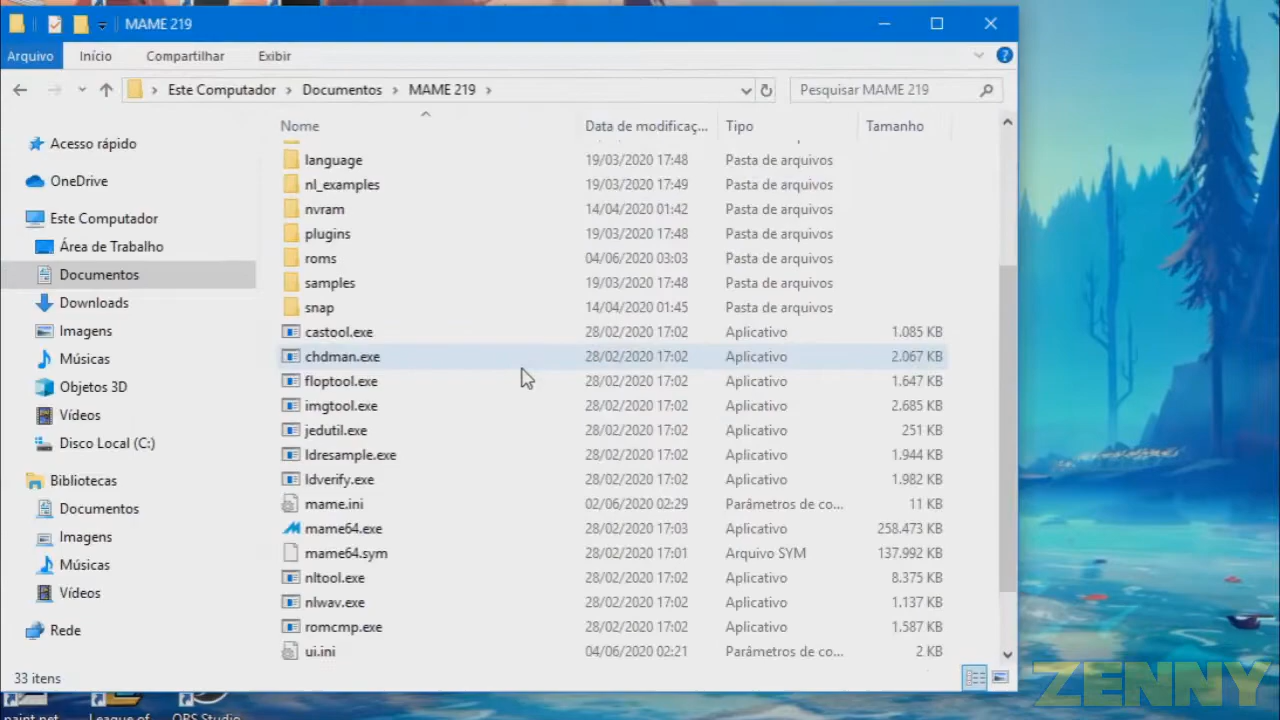 MAME 219
Arquivo Início Compartilhar Exibir
Este Computador Documentos MAME 219 Pesquisar MAME 219
Nome Data de modificaç... Tipo Tamanho
Acesso rápido
OneDrive
Este Computador
Área de Trabalho
Documentos
Downloads
Imagens
Músicas
Objetos 3D
Vídeos
Disco Local (C:)
Bibliotecas
Documentos
Imagens
Músicas
Vídeos
Rede
language 19/03/2020 17:48 Pasta de arquivos
nl_examples 19/03/2020 17:49 Pasta de arquivos
nvram 14/04/2020 01:42 Pasta de arquivos
plugins 19/03/2020 17:48 Pasta de arquivos
roms 04/06/2020 03:03 Pasta de arquivos
samples 19/03/2020 17:48 Pasta de arquivos
snap 14/04/2020 01:45 Pasta de arquivos
castool.exe 28/02/2020 17:02 Aplicativo 1.085 KB
chdman.exe 28/02/2020 17:02 Aplicativo 2.067 KB
floptool.exe 28/02/2020 17:02 Aplicativo 1.647 KB
imgtool.exe 28/02/2020 17:02 Aplicativo 2.685 KB
jedutil.exe 28/02/2020 17:02 Aplicativo 251 KB
ldresample.exe 28/02/2020 17:02 Aplicativo 1.944 KB
ldverify.exe 28/02/2020 17:02 Aplicativo 1.982 KB
mame.ini 02/06/2020 02:29 Parâmetros de co... 11 KB
mame64.exe 28/02/2020 17:03 Aplicativo 258.473 KB
mame64.sym 28/02/2020 17:01 Arquivo SYM 137.992 KB
nltool.exe 28/02/2020 17:02 Aplicativo 8.375 KB
nlwav.exe 28/02/2020 17:02 Aplicativo 1.137 KB
romcmp.exe 28/02/2020 17:02 Aplicativo 1.587 KB
ui.ini 04/06/2020 02:21 Parâmetros de co... 2 KB
33 itens
ZENNY
paint.net League of OBS Studio